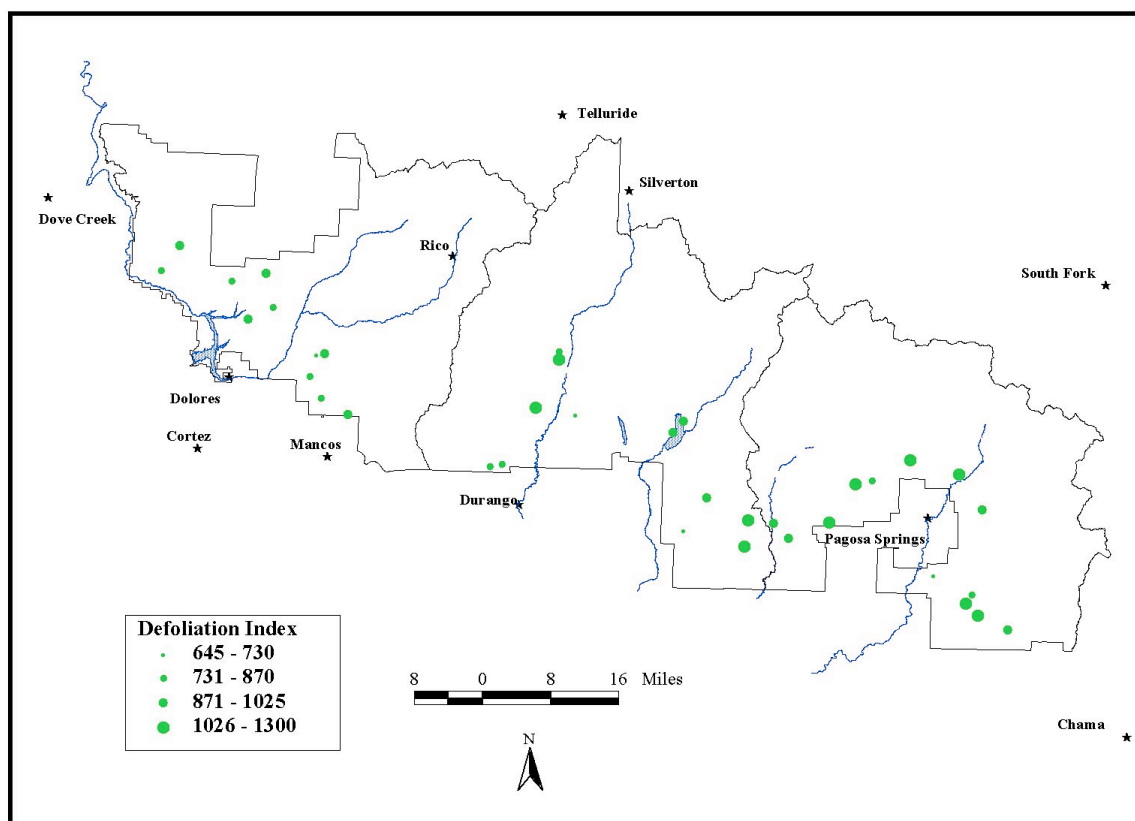 Telluride
Silverton
Dove Creek
Rico
South Fork
Dolores
Cortez
Mancos
Durango
Pagosa Springs
Defoliation Index
645 - 730
731 - 870
871 - 1025
1026 - 1300
8 0 8 16 Miles
N
Chama